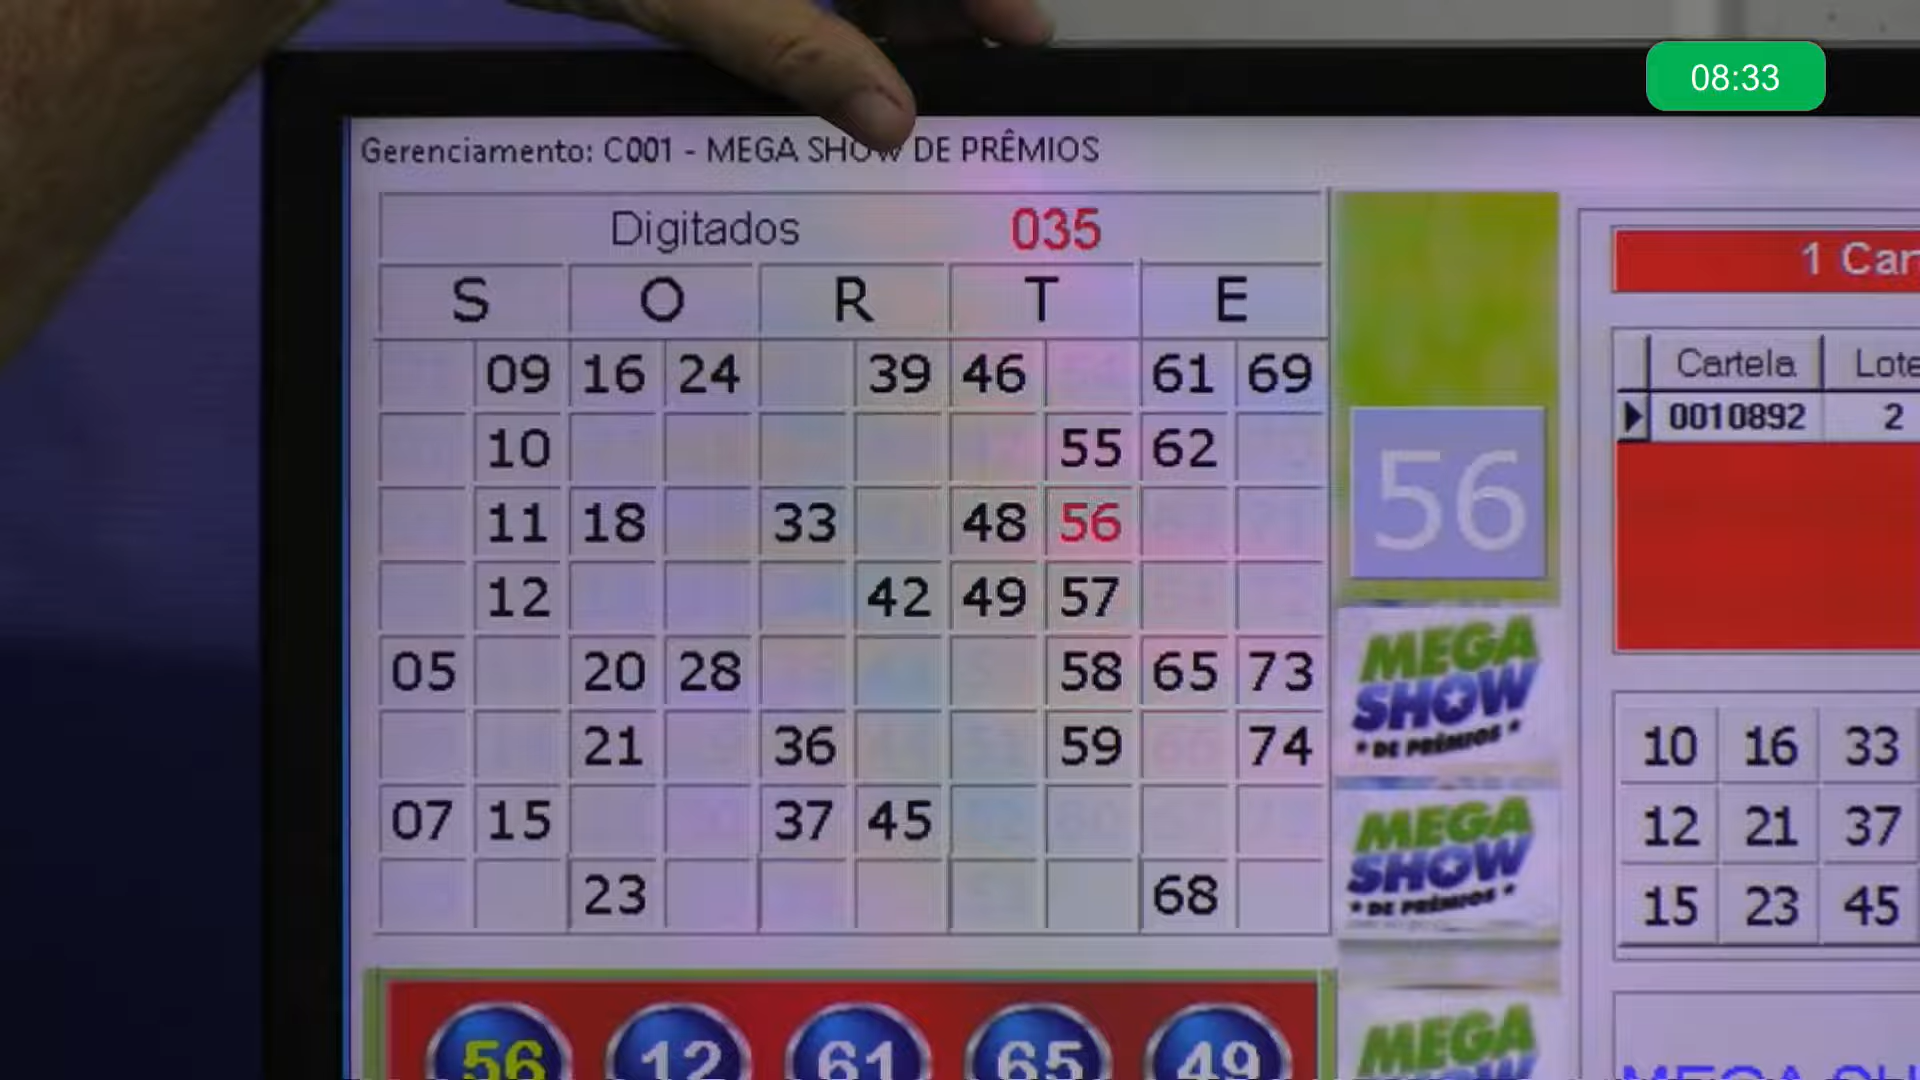 08:33
Gerenciamento: C001 - MEGA SHOW DE PRÊMIOS
Digitados 035
S O R T E
09 16 24 39 46 61 69
10 55 62
11 18 33 48 56
12 42 49 57
05 20 28 58 65 73
21 36 59 74
07 15 37 45
23 68
56
MEGA
SHOW
* DE PRÊMIOS *
MEGA
SHOW
* DE PRÊMIOS *
MEGA
SHOW
56 12 61 65 49
1 Car
Cartela Lote
0010892 2
10 16 33
12 21 37
15 23 45